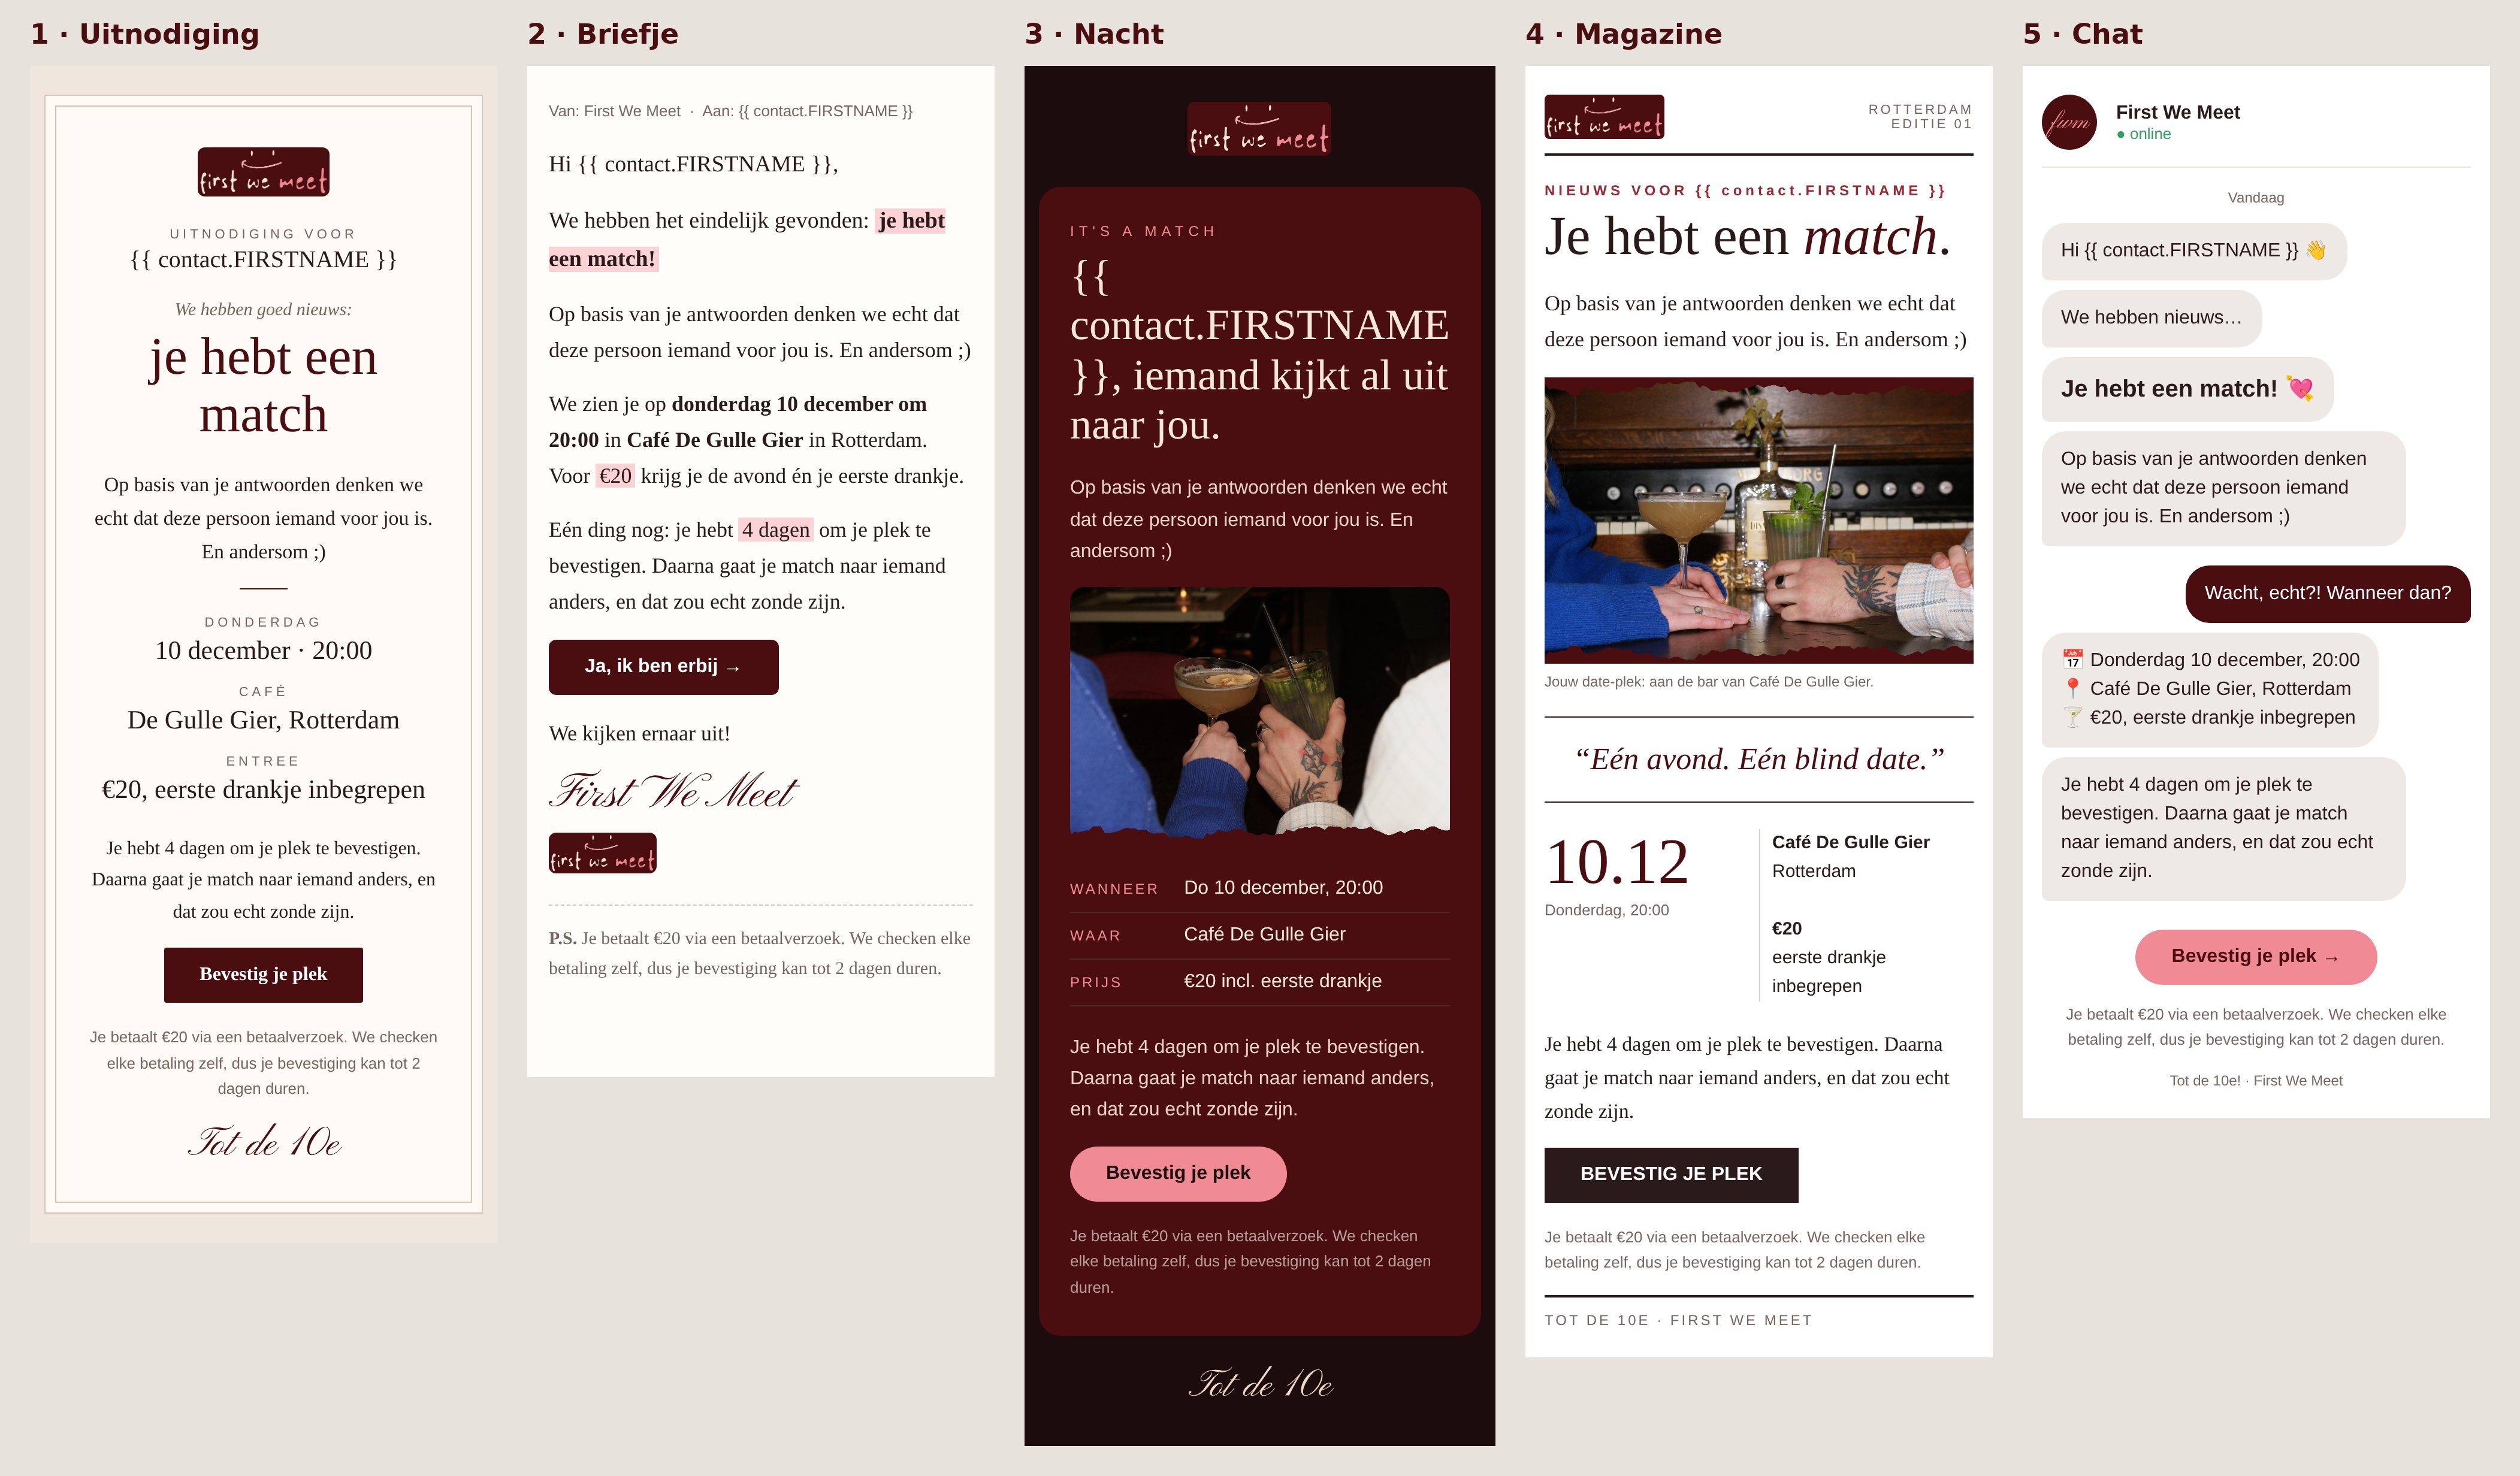 1 · Uitnodiging
first we meet
UITNODIGING VOOR
{{ contact.FIRSTNAME }}
We hebben goed nieuws:
je hebt een
match
Op basis van je antwoorden denken we
echt dat deze persoon iemand voor jou is.
En andersom ;)
DONDERDAG
10 december · 20:00
CAFÉ
De Gulle Gier, Rotterdam
ENTREE
€20, eerste drankje inbegrepen
Je hebt 4 dagen om je plek te bevestigen.
Daarna gaat je match naar iemand anders, en
dat zou echt zonde zijn.
Bevestig je plek
Je betaalt €20 via een betaalverzoek. We checken
elke betaling zelf, dus je bevestiging kan tot 2
dagen duren.
Tot de 10e
2 · Briefje
Van: First We Meet · Aan: {{ contact.FIRSTNAME }}
Hi {{ contact.FIRSTNAME }},
We hebben het eindelijk gevonden: je hebt
een match!
Op basis van je antwoorden denken we echt dat
deze persoon iemand voor jou is. En andersom ;)
We zien je op donderdag 10 december om
20:00 in Café De Gulle Gier in Rotterdam.
Voor €20 krijg je de avond én je eerste drankje.
Eén ding nog: je hebt 4 dagen om je plek te
bevestigen. Daarna gaat je match naar iemand
anders, en dat zou echt zonde zijn.
Ja, ik ben erbij →
We kijken ernaar uit!
First We Meet
first we meet
P.S. Je betaalt €20 via een betaalverzoek. We checken elke
betaling zelf, dus je bevestiging kan tot 2 dagen duren.
3 · Nacht
first we meet
IT'S A MATCH
{{
contact.FIRSTNAME
}}, iemand kijkt al uit
naar jou.
Op basis van je antwoorden denken we echt
dat deze persoon iemand voor jou is. En
andersom ;)
WANNEER Do 10 december, 20:00
WAAR Café De Gulle Gier
PRIJS €20 incl. eerste drankje
Je hebt 4 dagen om je plek te bevestigen.
Daarna gaat je match naar iemand anders,
en dat zou echt zonde zijn.
Bevestig je plek
Je betaalt €20 via een betaalverzoek. We checken
elke betaling zelf, dus je bevestiging kan tot 2 dagen
duren.
Tot de 10e
4 · Magazine
first we meet
ROTTERDAM
EDITIE 01
NIEUWS VOOR {{ contact.FIRSTNAME }}
Je hebt een match.
Op basis van je antwoorden denken we echt dat
deze persoon iemand voor jou is. En andersom ;)
Jouw date-plek: aan de bar van Café De Gulle Gier.
“Eén avond. Eén blind date.”
10.12
Donderdag, 20:00
Café De Gulle Gier
Rotterdam
€20
eerste drankje
inbegrepen
Je hebt 4 dagen om je plek te bevestigen. Daarna
gaat je match naar iemand anders, en dat zou echt
zonde zijn.
BEVESTIG JE PLEK
Je betaalt €20 via een betaalverzoek. We checken elke
betaling zelf, dus je bevestiging kan tot 2 dagen duren.
TOT DE 10E · FIRST WE MEET
5 · Chat
fwm
First We Meet
● online
Vandaag
Hi {{ contact.FIRSTNAME }} 👋
We hebben nieuws…
Je hebt een match! 💘
Op basis van je antwoorden denken
we echt dat deze persoon iemand
voor jou is. En andersom ;)
Wacht, echt?! Wanneer dan?
📅 Donderdag 10 december, 20:00
📍 Café De Gulle Gier, Rotterdam
🍸 €20, eerste drankje inbegrepen
Je hebt 4 dagen om je plek te
bevestigen. Daarna gaat je match
naar iemand anders, en dat zou echt
zonde zijn.
Bevestig je plek →
Je betaalt €20 via een betaalverzoek. We checken elke
betaling zelf, dus je bevestiging kan tot 2 dagen duren.
Tot de 10e! · First We Meet